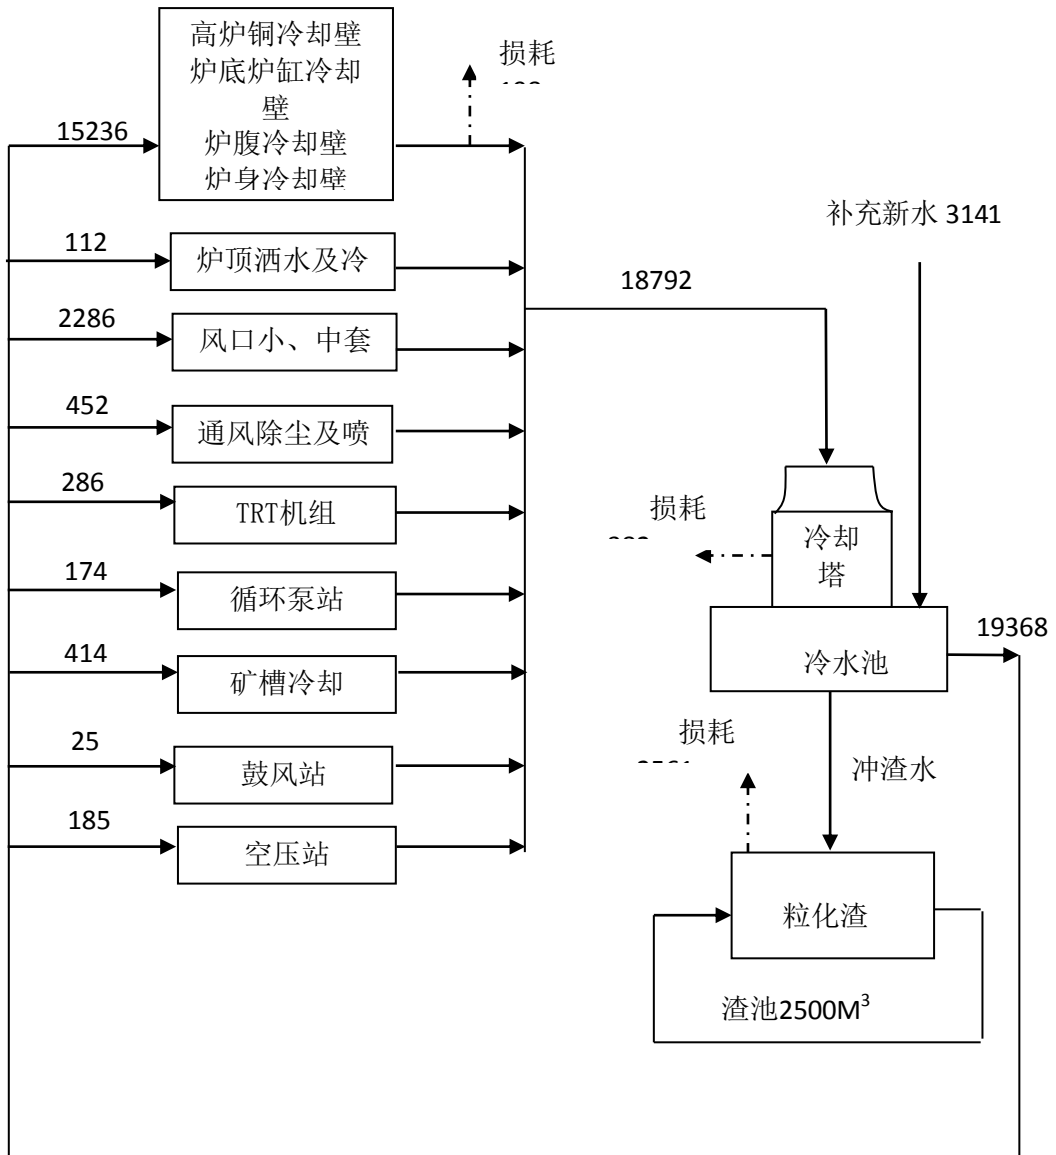 高炉铜冷却壁
炉底炉缸冷却
壁
炉腹冷却壁
炉身冷却壁
损耗
15236
补充新水 3141
112
炉顶洒水及冷
18792
2286
风口小、中套
452
通风除尘及喷
286
TRT机组
损耗
冷却
塔
174
循环泵站
19368
414
矿槽冷却
冷水池
损耗
25
鼓风站
冲渣水
185
空压站
粒化渣
渣池2500M³